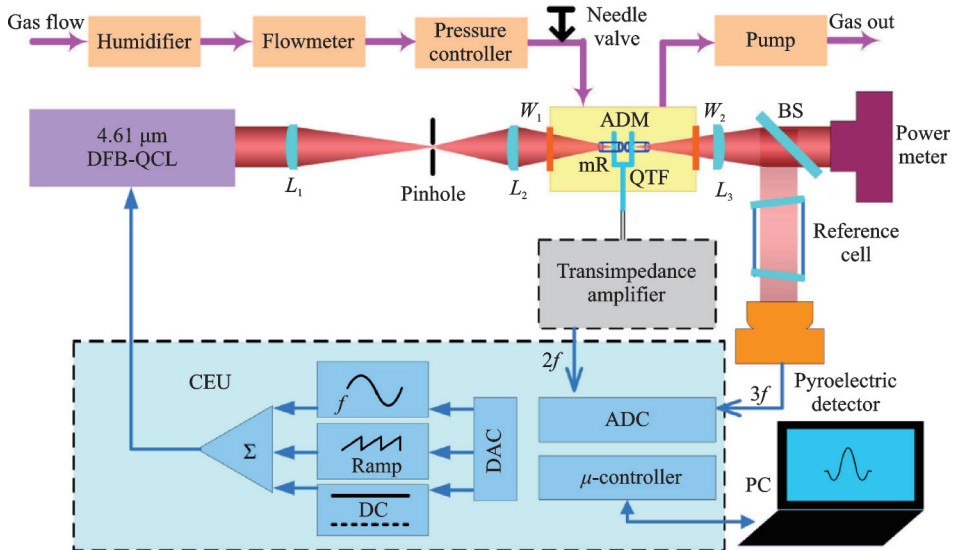 Gas flow
Humidifier
Flowmeter
Pressure
controller
Needle
valve
Pump
Gas out
4.61 μm
DFB-QCL
L1
Pinhole
L2
W1
ADM
mR
QTF
W2
L3
BS
Power
meter
Reference
cell
Transimpedance
amplifier
2f
3f
Pyroelectric
detector
CEU
f
Σ
Ramp
DC
DAC
ADC
μ-controller
PC